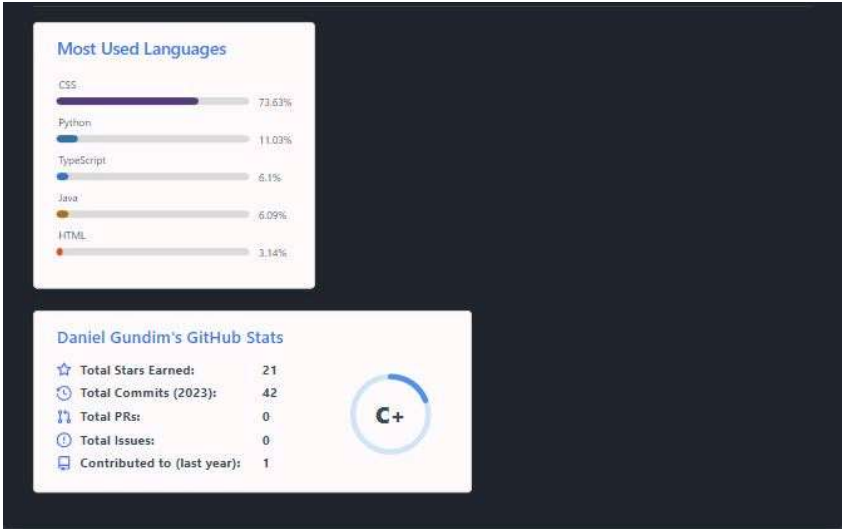 Most Used Languages
CSS
73.63%
Python
11.03%
TypeScript
6.1%
Java
6.09%
HTML
3.14%
Daniel Gundim's GitHub Stats
Total Stars Earned: 21
Total Commits (2023): 42
Total PRs: 0
Total Issues: 0
Contributed to (last year): 1
C+